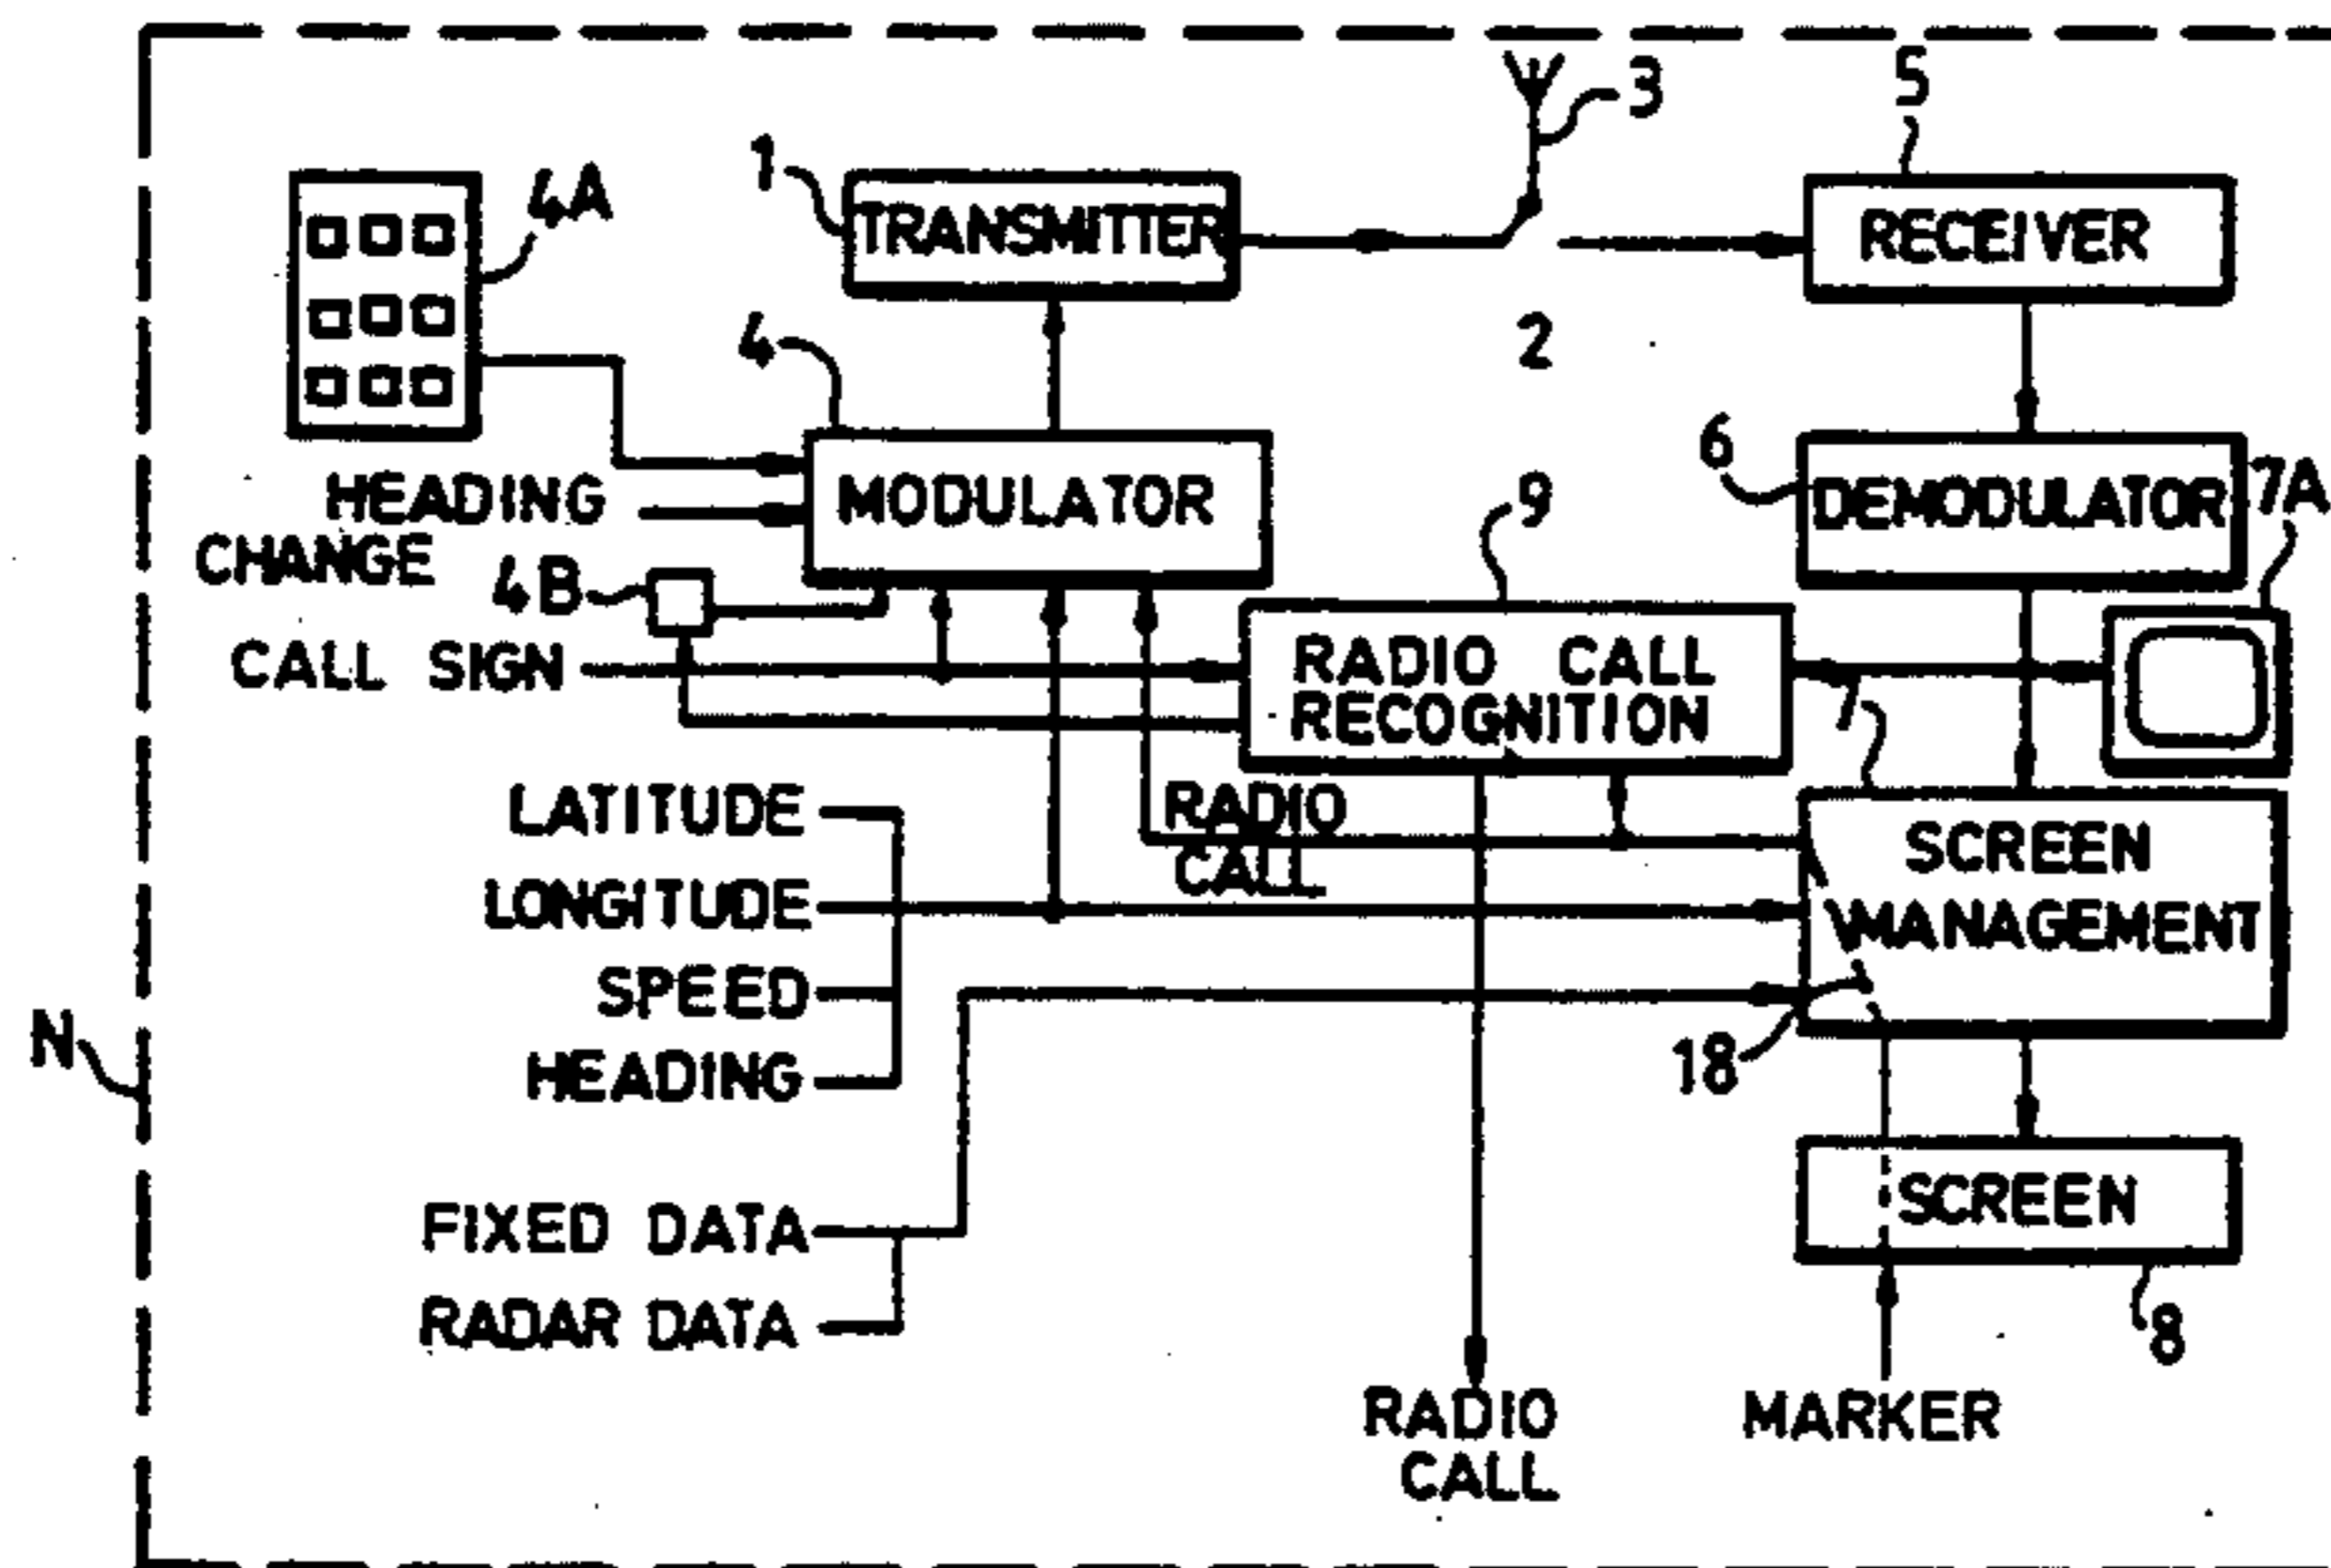 3
5
1
4A
TRANSMITTER
RECEIVER
4
2
6
7A
HEADING
CHANGE
MODULATOR
9
DEMODULATOR
4B
CALL SIGN
RADIO CALL
RECOGNITION
7
LATITUDE
RADIO
CALL
SCREEN
MANAGEMENT
LONGITUDE
SPEED
N
18
HEADING
SCREEN
FIXED DATA
RADAR DATA
8
RADIO
CALL
MARKER